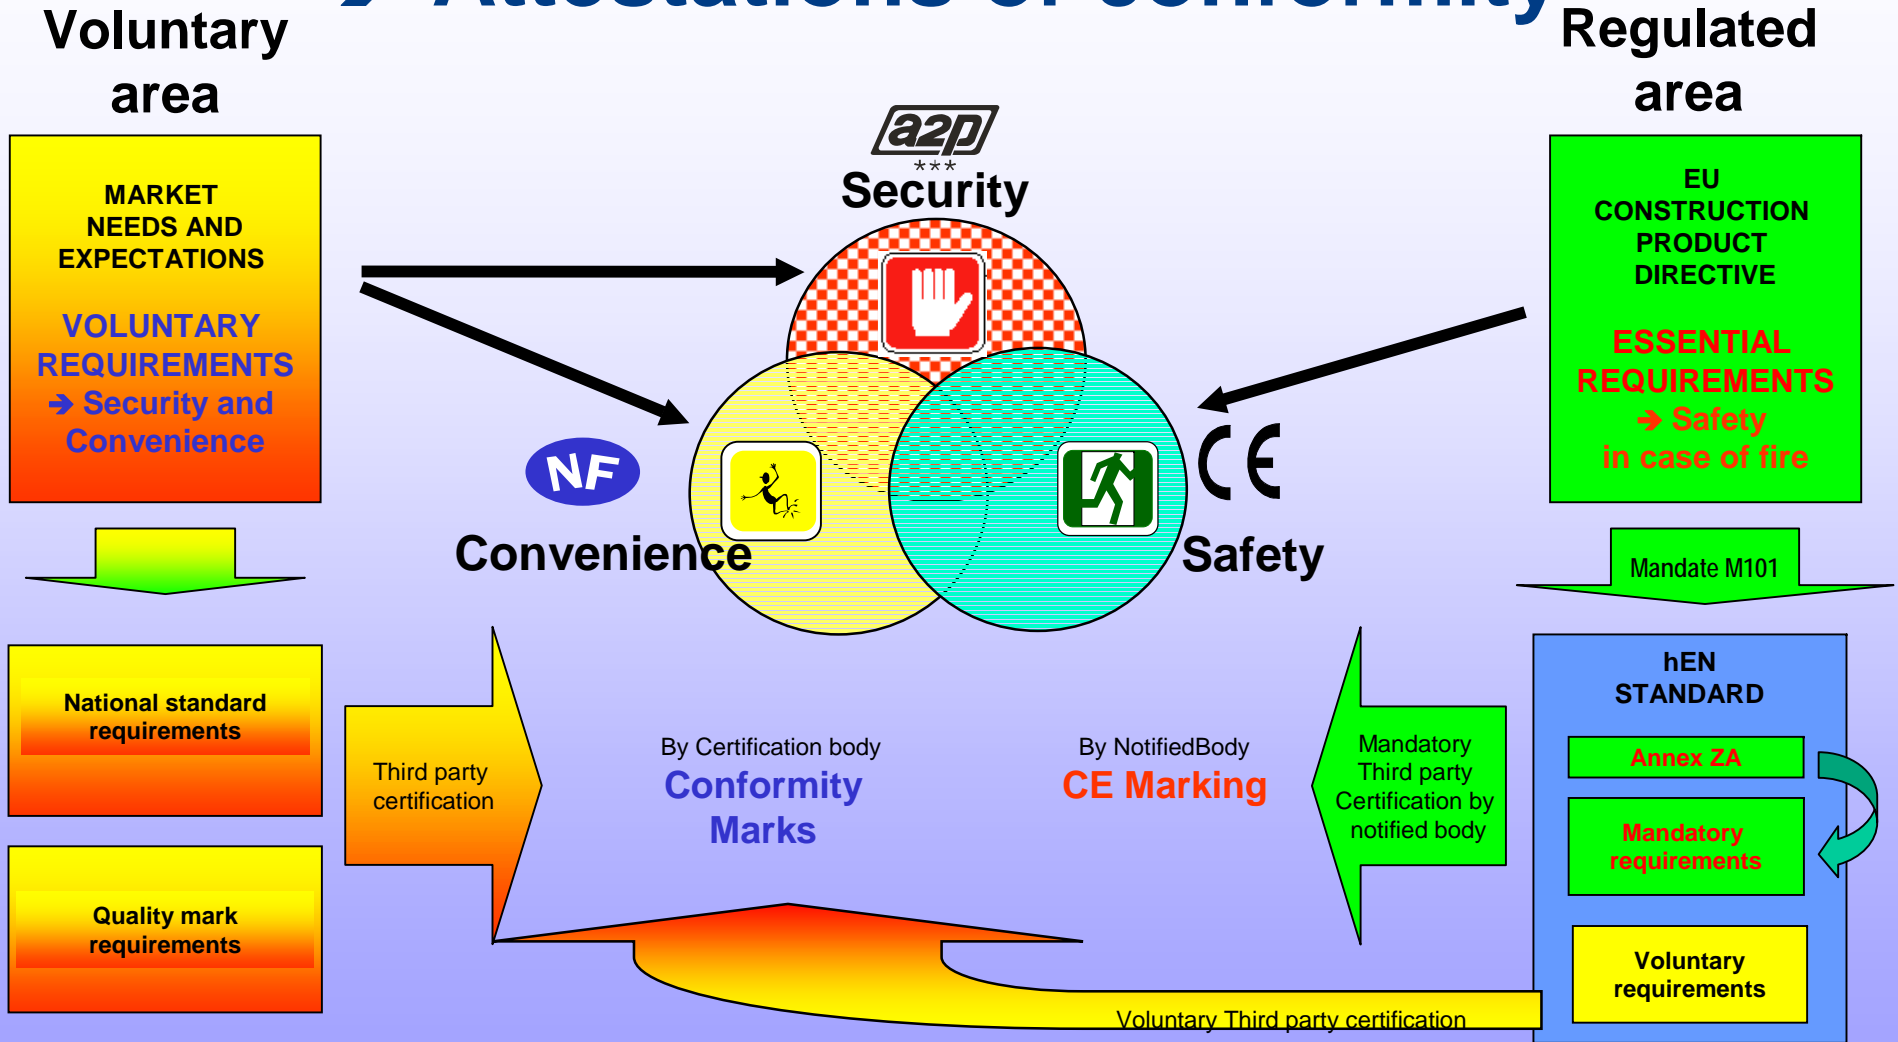 ➔ Attestations of conformity
Voluntary
area
Regulated
area
MARKET
NEEDS AND
EXPECTATIONS
VOLUNTARY
REQUIREMENTS
➔ Security and
Convenience
a2p
***
Security
NF
Convenience
CE
Safety
EU
CONSTRUCTION
PRODUCT
DIRECTIVE
ESSENTIAL
REQUIREMENTS
➔ Safety
in case of fire
Mandate M101
National standard
requirements
Quality mark
requirements
Third party
certification
By Certification body
Conformity
Marks
By NotifiedBody
CE Marking
Mandatory
Third party
Certification by
notified body
hEN
STANDARD
Annex ZA
Mandatory
requirements
Voluntary
requirements
Voluntary Third party certification